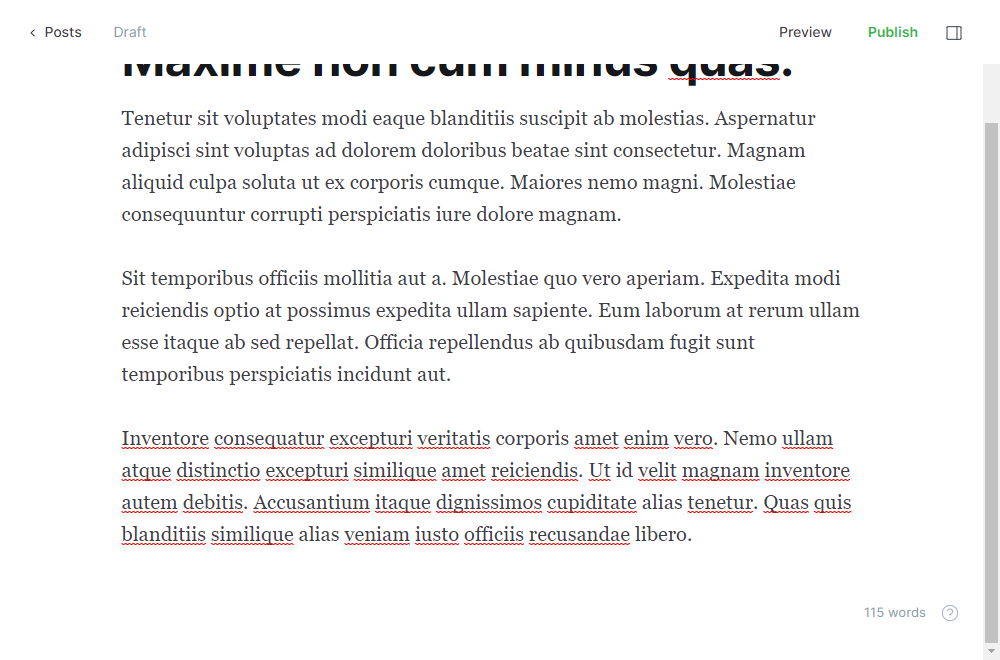 Posts
Draft
Preview
Publish
Maxime non cum minus quas.
Tenetur sit voluptates modi eaque blanditiis suscipit ab molestias. Aspernatur
adipisci sint voluptas ad dolorem doloribus beatae sint consectetur. Magnam
aliquid culpa soluta ut ex corporis cumque. Maiores nemo magni. Molestiae
consequuntur corrupti perspiciatis iure dolore magnam.
Sit temporibus officiis mollitia aut a. Molestiae quo vero aperiam. Expedita modi
reiciendis optio at possimus expedita ullam sapiente. Eum laborum at rerum ullam
esse itaque ab sed repellat. Officia repellendus ab quibusdam fugit sunt
temporibus perspiciatis incidunt aut.
Inventore consequatur excepturi veritatis corporis amet enim vero. Nemo ullam
atque distinctio excepturi similique amet reiciendis. Ut id velit magnam inventore
autem debitis. Accusantium itaque dignissimos cupiditate alias tenetur. Quas quis
blanditiis similique alias veniam iusto officiis recusandae libero.
115 words